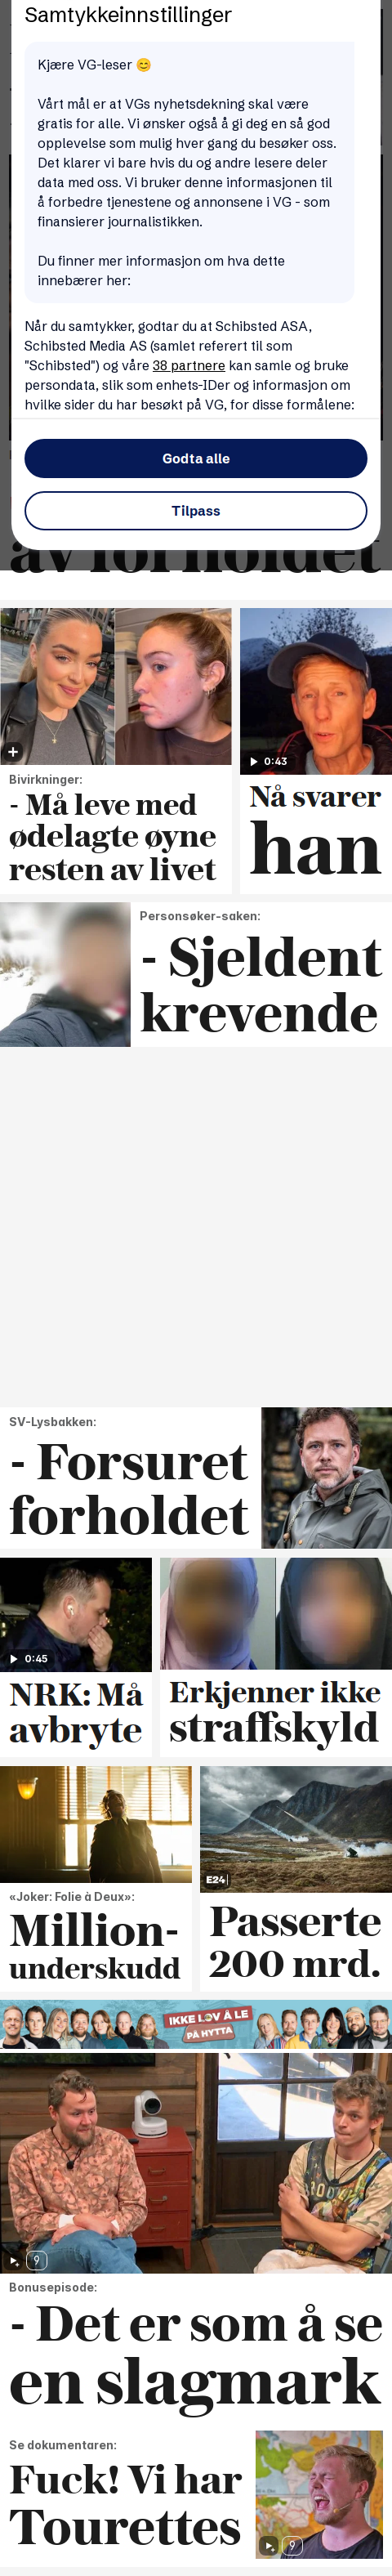 Samtykkeinnstillinger
Kjære VG-leser 😊
Vårt mål er at VGs nyhetsdekning skal være
gratis for alle. Vi ønsker også å gi deg en så god
opplevelse som mulig hver gang du besøker oss.
Det klarer vi bare hvis du og andre lesere deler
data med oss. Vi bruker denne informasjonen til
å forbedre tjenestene og annonsene i VG - som
finansierer journalistikken.
Du finner mer informasjon om hva dette
innebærer her:
Når du samtykker, godtar du at Schibsted ASA,
Schibsted Media AS (samlet referert til som
"Schibsted") og våre 38 partnere kan samle og bruke
persondata, slik som enhets-IDer og informasjon om
hvilke sider du har besøkt på VG, for disse formålene:
Godta alle
Tilpass
av forholdet
0:43
Bivirkninger:
- Må leve med
ødelagte øyne
resten av livet
Nå svarer
han
Personsøker-saken:
- Sjeldent
krevende
SV-Lysbakken:
- Forsuret
forholdet
0:45
NRK: Må
avbryte
Erkjenner ikke
straffskyld
«Joker: Folie à Deux»:
Million-
underskudd
E24
Passerte
200 mrd.
IKKE LOV Å LE
PÅ HYTTA
9
Bonusepisode:
- Det er som å se
en slagmark
Se dokumentaren:
Fuck! Vi har
Tourettes
9